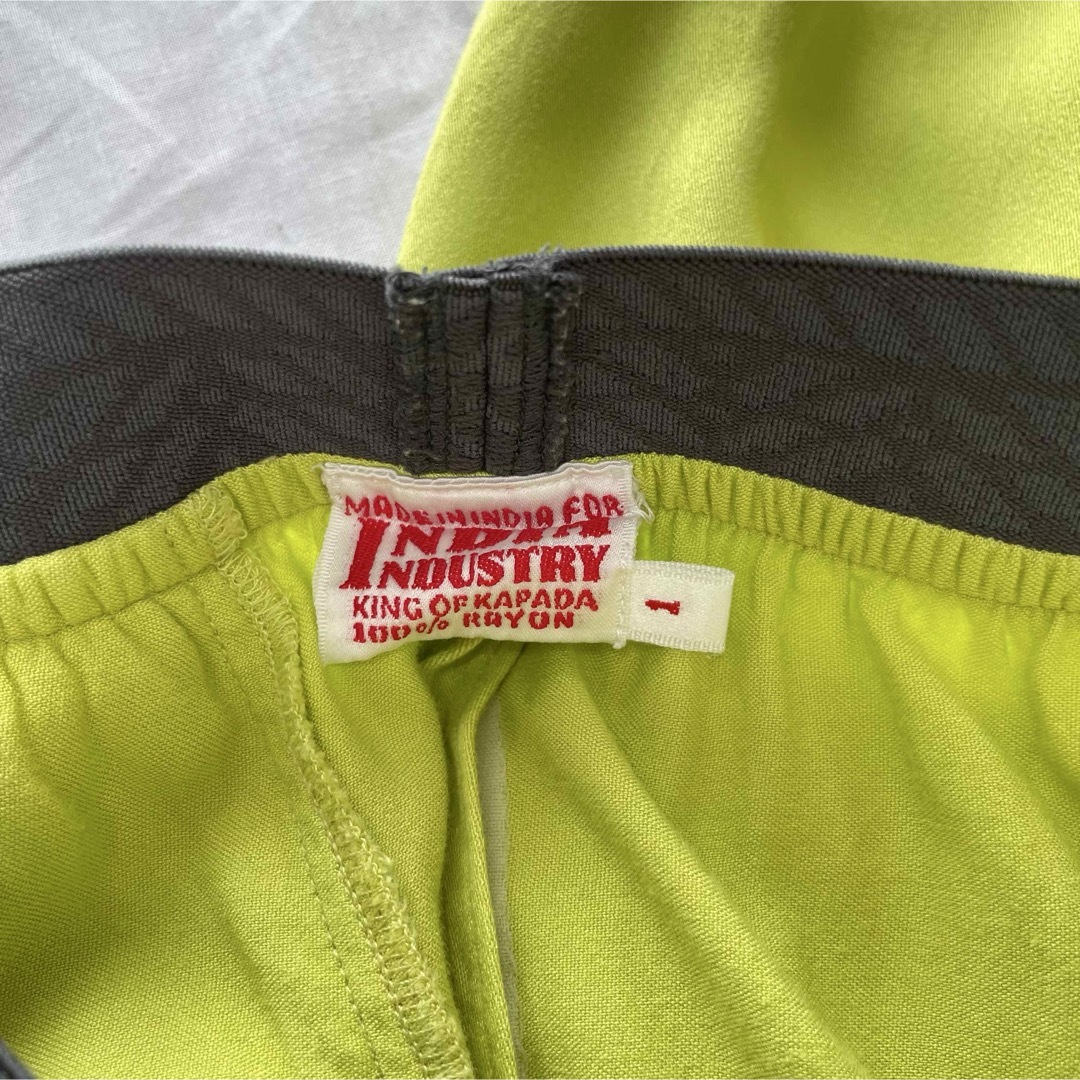 MADE IN INDIA FOR
INDIA
INDUSTRY
KING OF KAPADA
100% RAYON
1